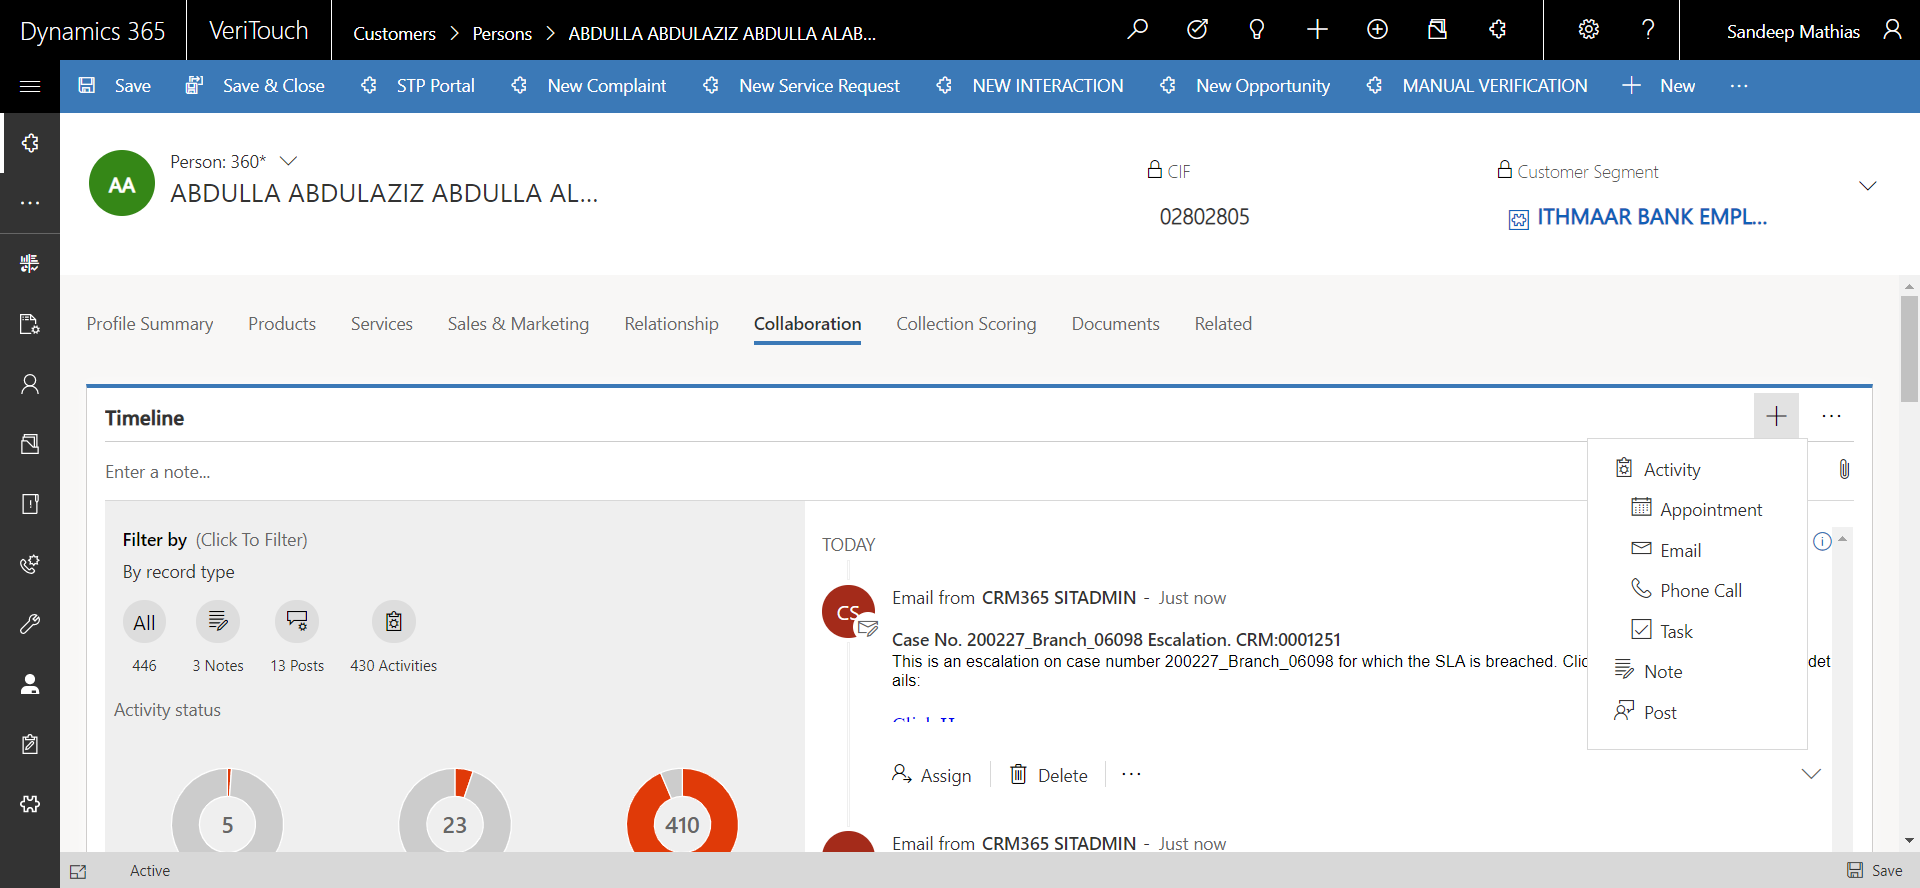 Dynamics 365
VeriTouch
Customers > Persons > ABDULLA ABDULAZIZ ABDULLA ALAB...
Sandeep Mathias
Save
Save & Close
STP Portal
New Complaint
New Service Request
NEW INTERACTION
New Opportunity
MANUAL VERIFICATION
New
AA
Person: 360*
ABDULLA ABDULAZIZ ABDULLA AL...
CIF
02802805
Customer Segment
ITHMAAR BANK EMPL...
Profile Summary
Products
Services
Sales & Marketing
Relationship
Collaboration
Collection Scoring
Documents
Related
Timeline
Enter a note...
Activity
Appointment
Email
Phone Call
Task
Note
Post
Filter by (Click To Filter)
By record type
All
446
3 Notes
13 Posts
430 Activities
Activity status
5
23
410
TODAY
CS
Email from CRM365 SITADMIN - Just now
Case No. 200227_Branch_06098 Escalation. CRM:0001251
This is an escalation on case number 200227_Branch_06098 for which the SLA is breached. det
ails:
Assign
Delete
Email from CRM365 SITADMIN - Just now
Active
Save